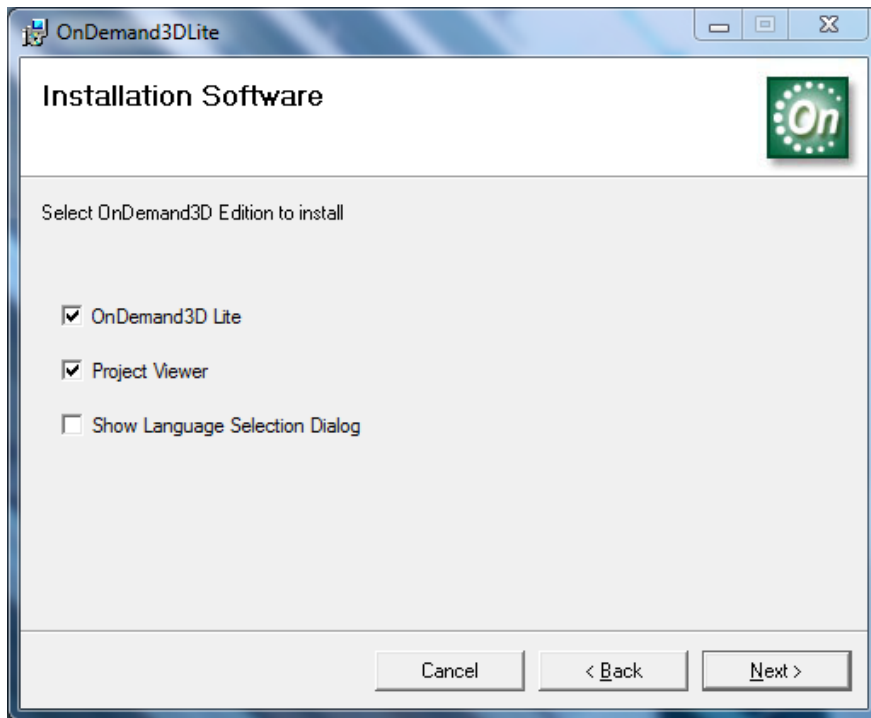 OnDemand3DLite
Installation Software
On
Select OnDemand3D Edition to install
OnDemand3D Lite
Project Viewer
Show Language Selection Dialog
Cancel
< Back
Next >